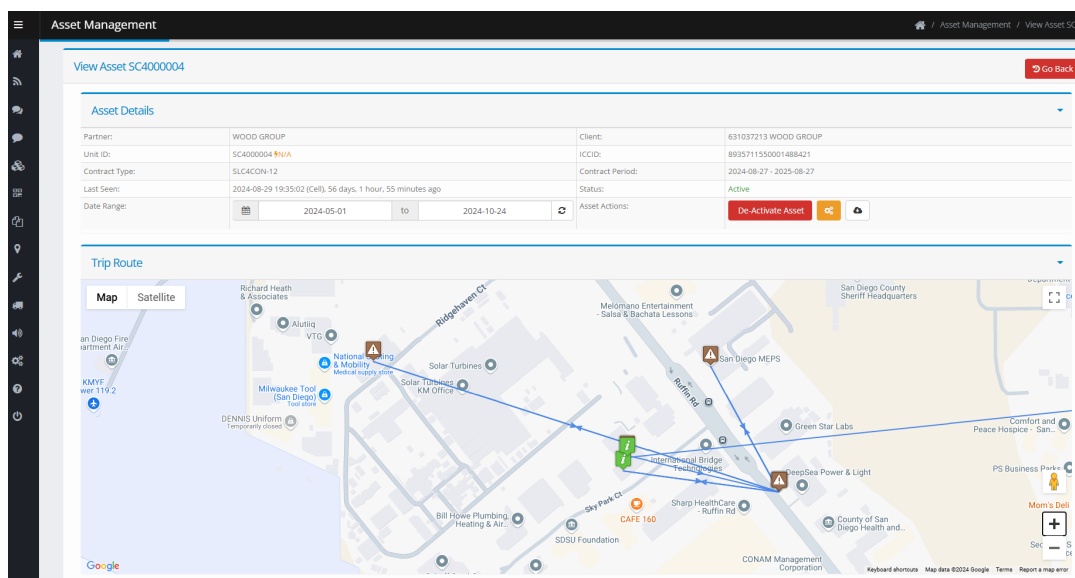 Asset Management
/ Asset Management / View Asset SC
View Asset SC4000004
Go Back
Asset Details
Partner: WOOD GROUP Client: 631037213 WOOD GROUP
Unit ID: SC4000004 N/A ICCID: 8935711550001488421
Contract Type: SLC4CON-12 Contract Period: 2024-08-27 - 2025-08-27
Last Seen: 2024-08-29 19:35:02 (Cell), 56 days, 1 hour, 55 minutes ago Status: Active
Date Range: 2024-05-01 to 2024-10-24 Asset Actions: De-Activate Asset
Trip Route
Map Satellite
Richard Heath
& Associates
Alutiiq
VTG
Ridgehaven Ct
Melómano Entertainment
- Salsa & Bachata Lessons
San Diego County
Sheriff Headquarters
an Diego Fire
artment Air..
National
& Mobility
Medical supply store
Solar Turbines
Solar Turbines
KM Office
San Diego MEPS
KMYF
wer 119.2
Milwaukee Tool
(San Diego)
Tool store
Ruffin Rd
DENNIS Uniform
Temporarily closed
Green Star Labs
Comfort and
Peace Hospice - San...
International Bridge
Technologies
DeepSea Power & Light
PS Business Parks
Sky Park Ct
Sharp HealthCare
- Ruffin Rd
Mom's Deli
Bill Howe Plumbing,
Heating & Air...
CAFE 160
SDSU Foundation
County of San
Diego Health and..
CONAM Management
Corporation
Google
Keyboard shortcuts Map data ©2024 Google Terms Report a map error